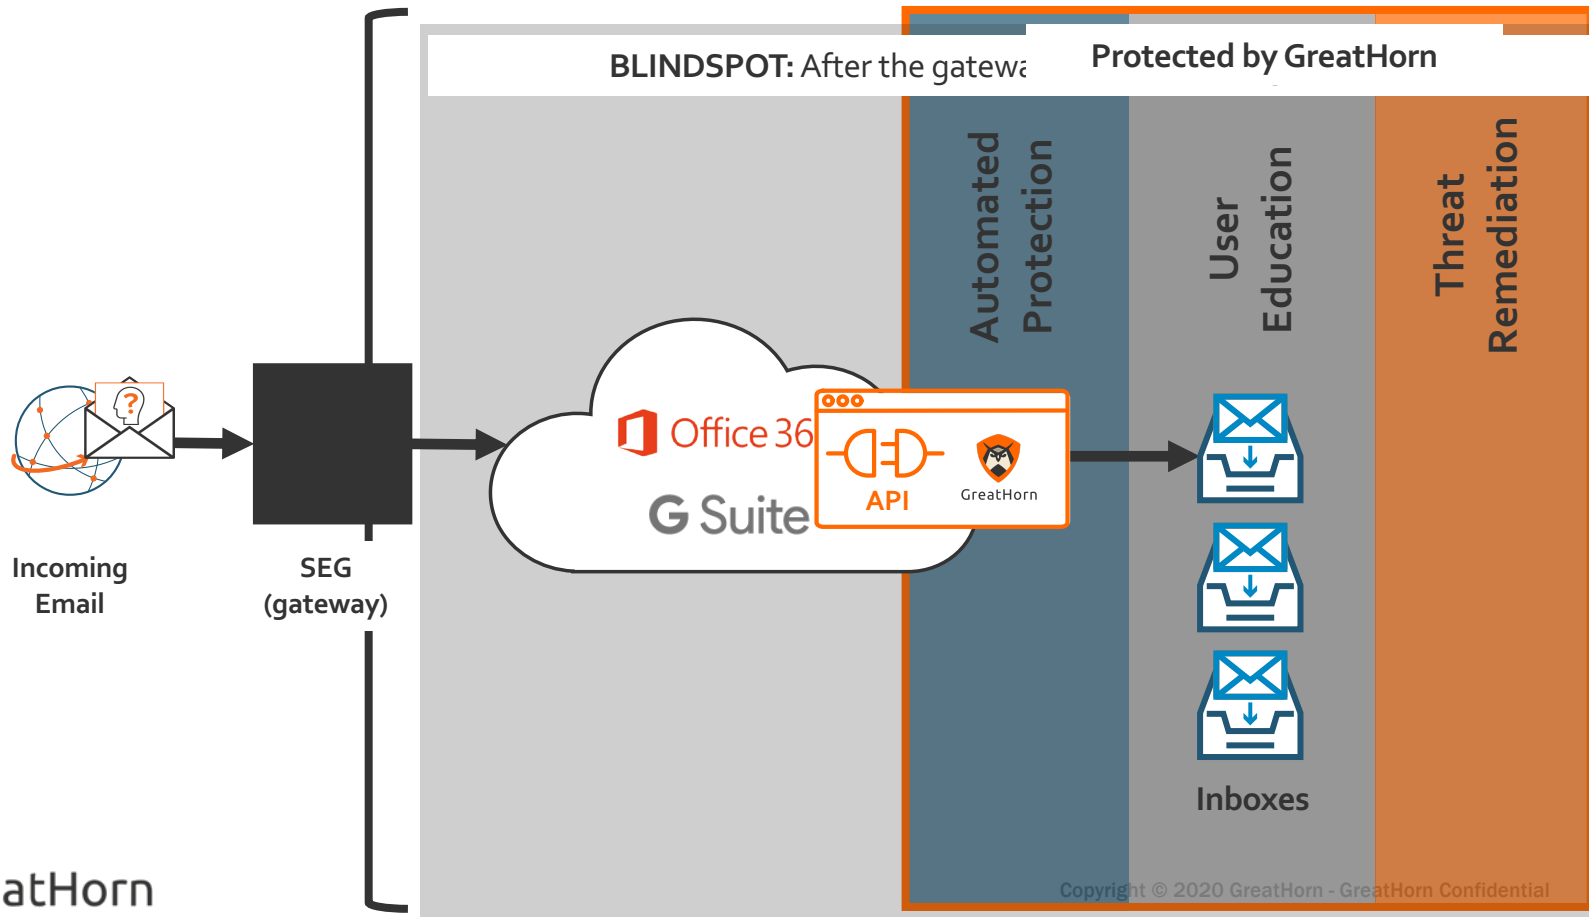 BLINDSPOT: After the
Protected by GreatHorn
Automated
Protection
User
Education
Threat
Remediation
?
Office 36
G Suite
API
GreatHorn
Incoming
Email
SEG
(gateway)
Inboxes
atHorn
Copyright © 2020 GreatHorn - GreatHorn Confidential